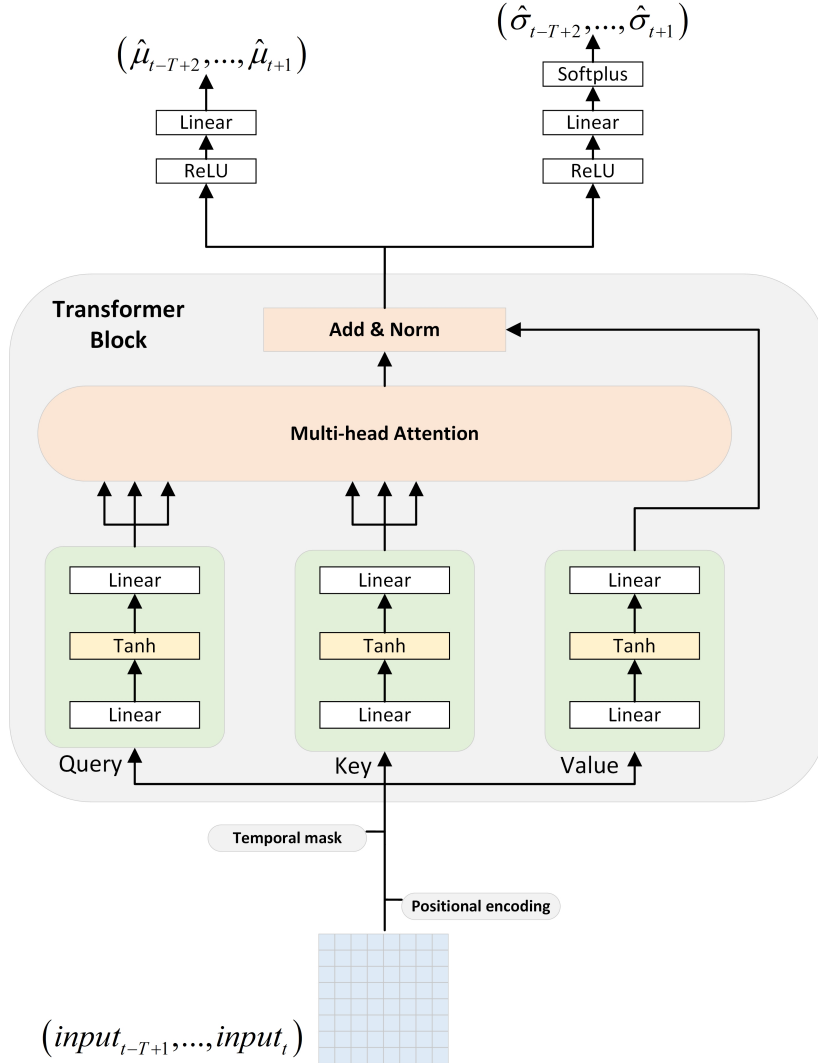 (σ̂_{t−T+2},...,σ̂_{t+1})
(μ̂_{t−T+2},...,μ̂_{t+1})
Softplus
Linear
Linear
ReLU
ReLU
Transformer
Block
Add & Norm
Multi-head Attention
Linear
Linear
Linear
Tanh
Tanh
Tanh
Linear
Linear
Linear
Query
Key
Value
Temporal mask
Positional encoding
(input_{t−T+1},...,input_t)